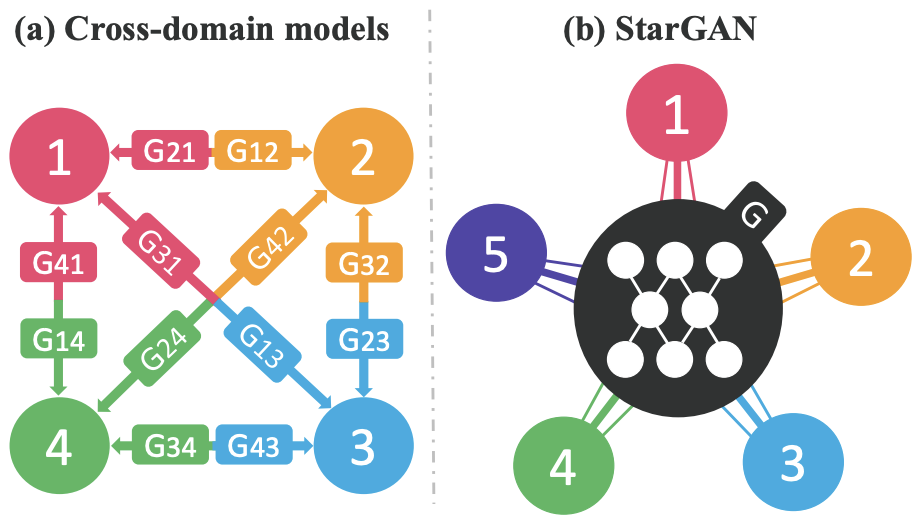 (a) Cross-domain models
1
G21
G12
2
G41
G31
G42
G32
G14
G24
G13
G23
4
G34
G43
3
(b) StarGAN
1
G
5
2
4
3